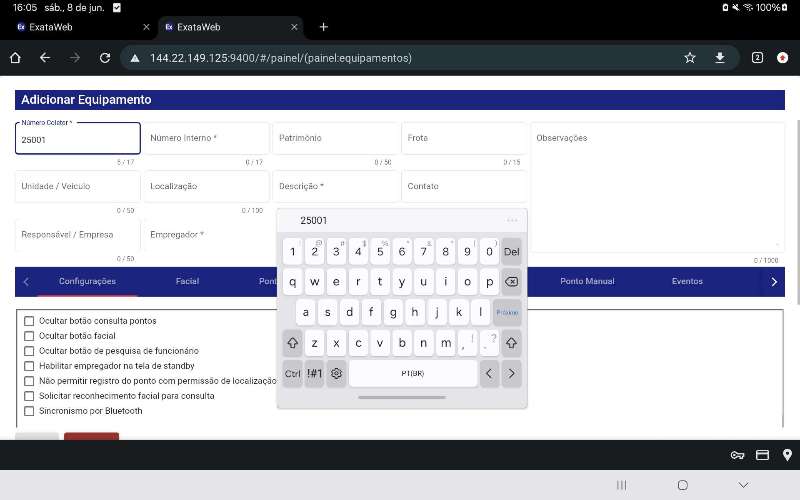 16:05 sáb., 8 de jun.
100%
Ex ExataWeb
Ex ExataWeb
144.22.149.125:9400/#/painel/(painel:equipamentos)
2
Adicionar Equipamento
Número Coletor *
25001
Número Interno *
Patrimônio
Frota
Observações
5 / 17
0 / 17
0 / 50
0 / 15
Unidade / Veículo
Localização
Descrição *
Contato
0 / 50
0 / 100
Responsável / Empresa
Empregador *
0 / 50
0 / 1000
Configurações
Facial
Pont
Ponto Manual
Eventos
Ocultar botão consulta pontos
Ocultar botão facial
Ocultar botão de pesquisa de funcionário
Habilitar empregador na tela de standby
Não permitir registro do ponto com permissão de localização
Solicitar reconhecimento facial para consulta
Sincronismo por Bluetooth
25001
1 2 3 4 5 6 7 8 9 0 Del
q w e r t y u i o p
a s d f g h j k l Próximo
z x c v b n m , ! . ?
Ctrl !#1 PT(BR)